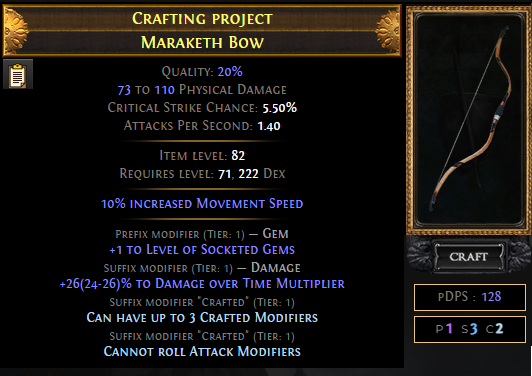 Crafting project
Maraketh Bow
Quality: 20%
73 to 110 Physical Damage
Critical Strike Chance: 5.50%
Attacks Per Second: 1.40
Item level: 82
Requires level: 71, 222 Dex
10% increased Movement Speed
Prefix modifier (Tier: 1) — Gem
+1 to Level of Socketed Gems
Suffix modifier (Tier: 1) — Damage
+26(24-26)% to Damage over Time Multiplier
Suffix modifier "Crafted" (Tier: 1)
Can have up to 3 Crafted Modifiers
Suffix modifier "Crafted" (Tier: 1)
Cannot roll Attack Modifiers
CRAFT
pDPS : 128
P1 S3 C2